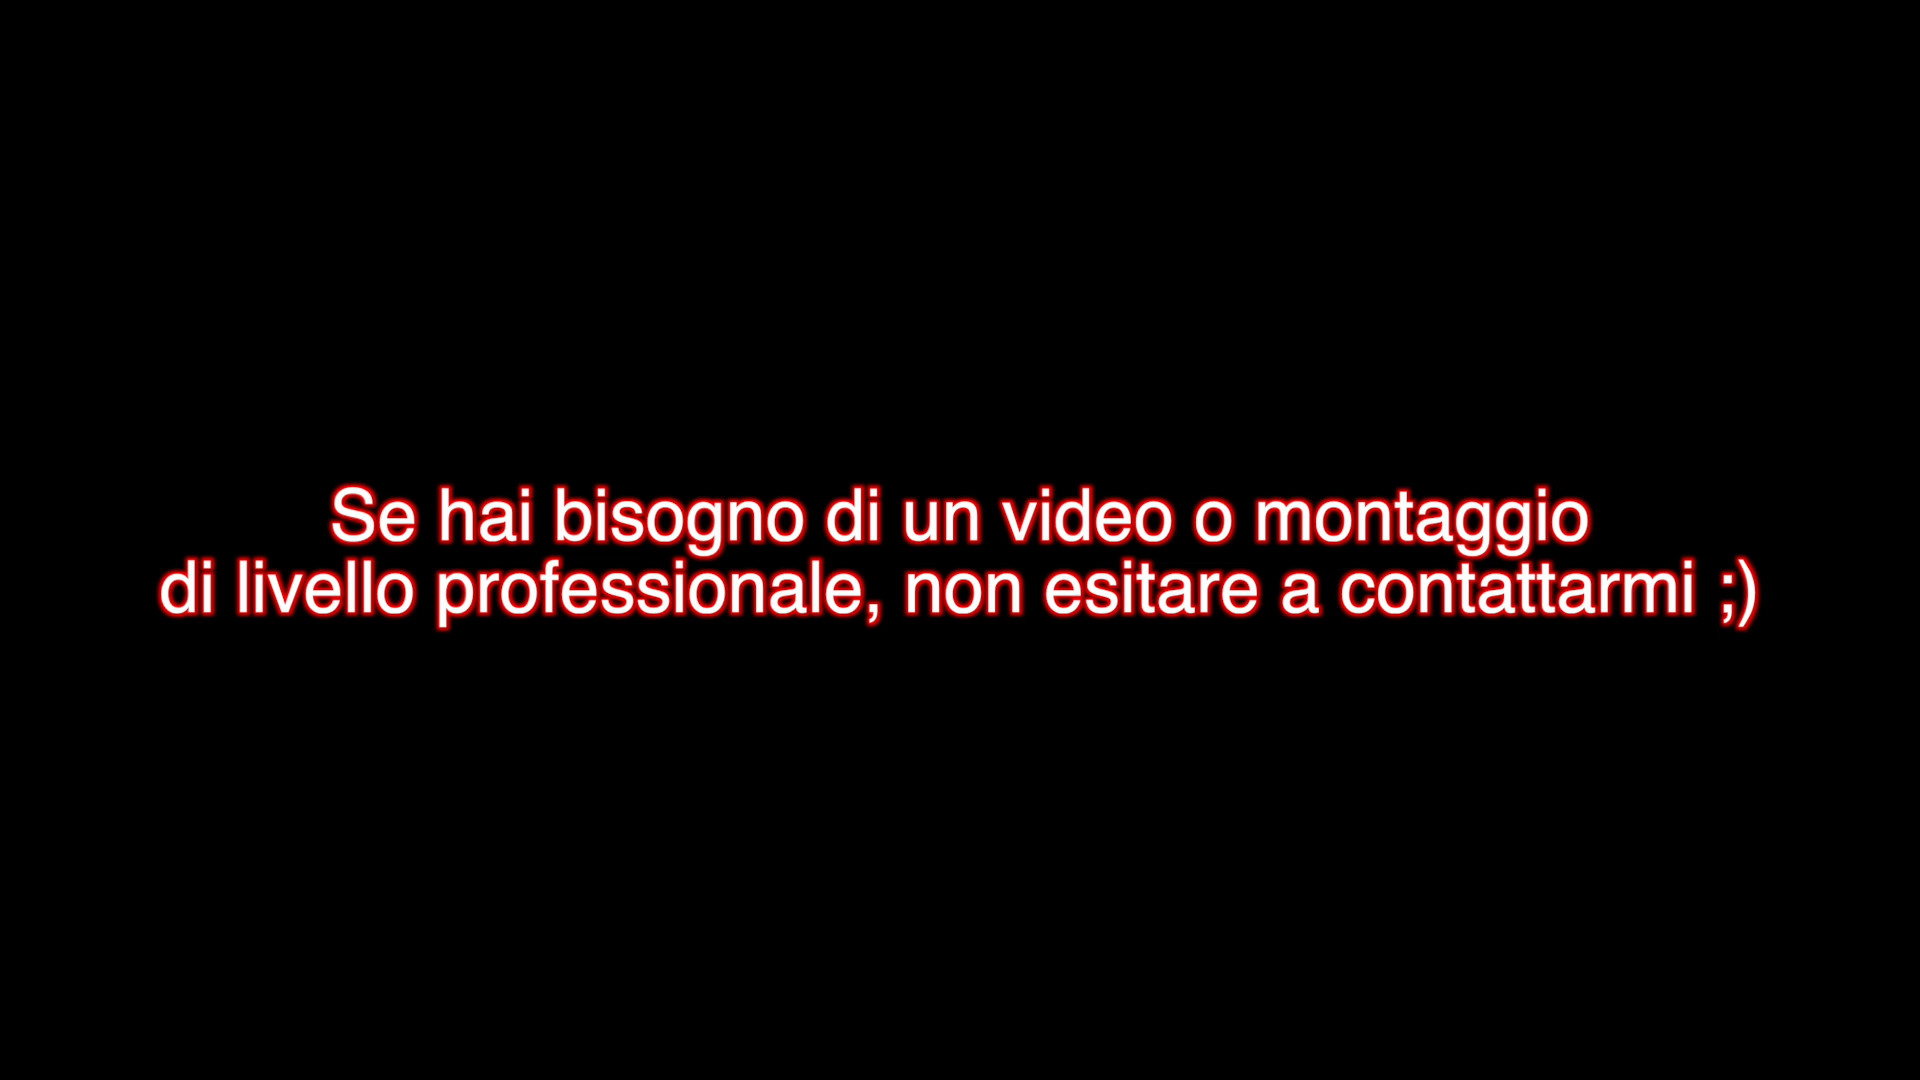 Se hai bisogno di un video o montaggio
di livello professionale, non esitare a contattarmi ;)